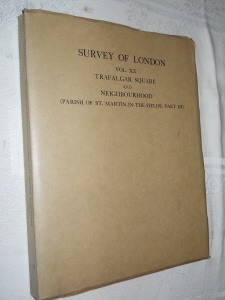 SURVEY OF LONDON
VOL. XX
TRAFALGAR SQUARE
AND
NEIGHBOURHOOD
(PARISH OF ST. MARTIN-IN-THE-FIELDS, PART III)